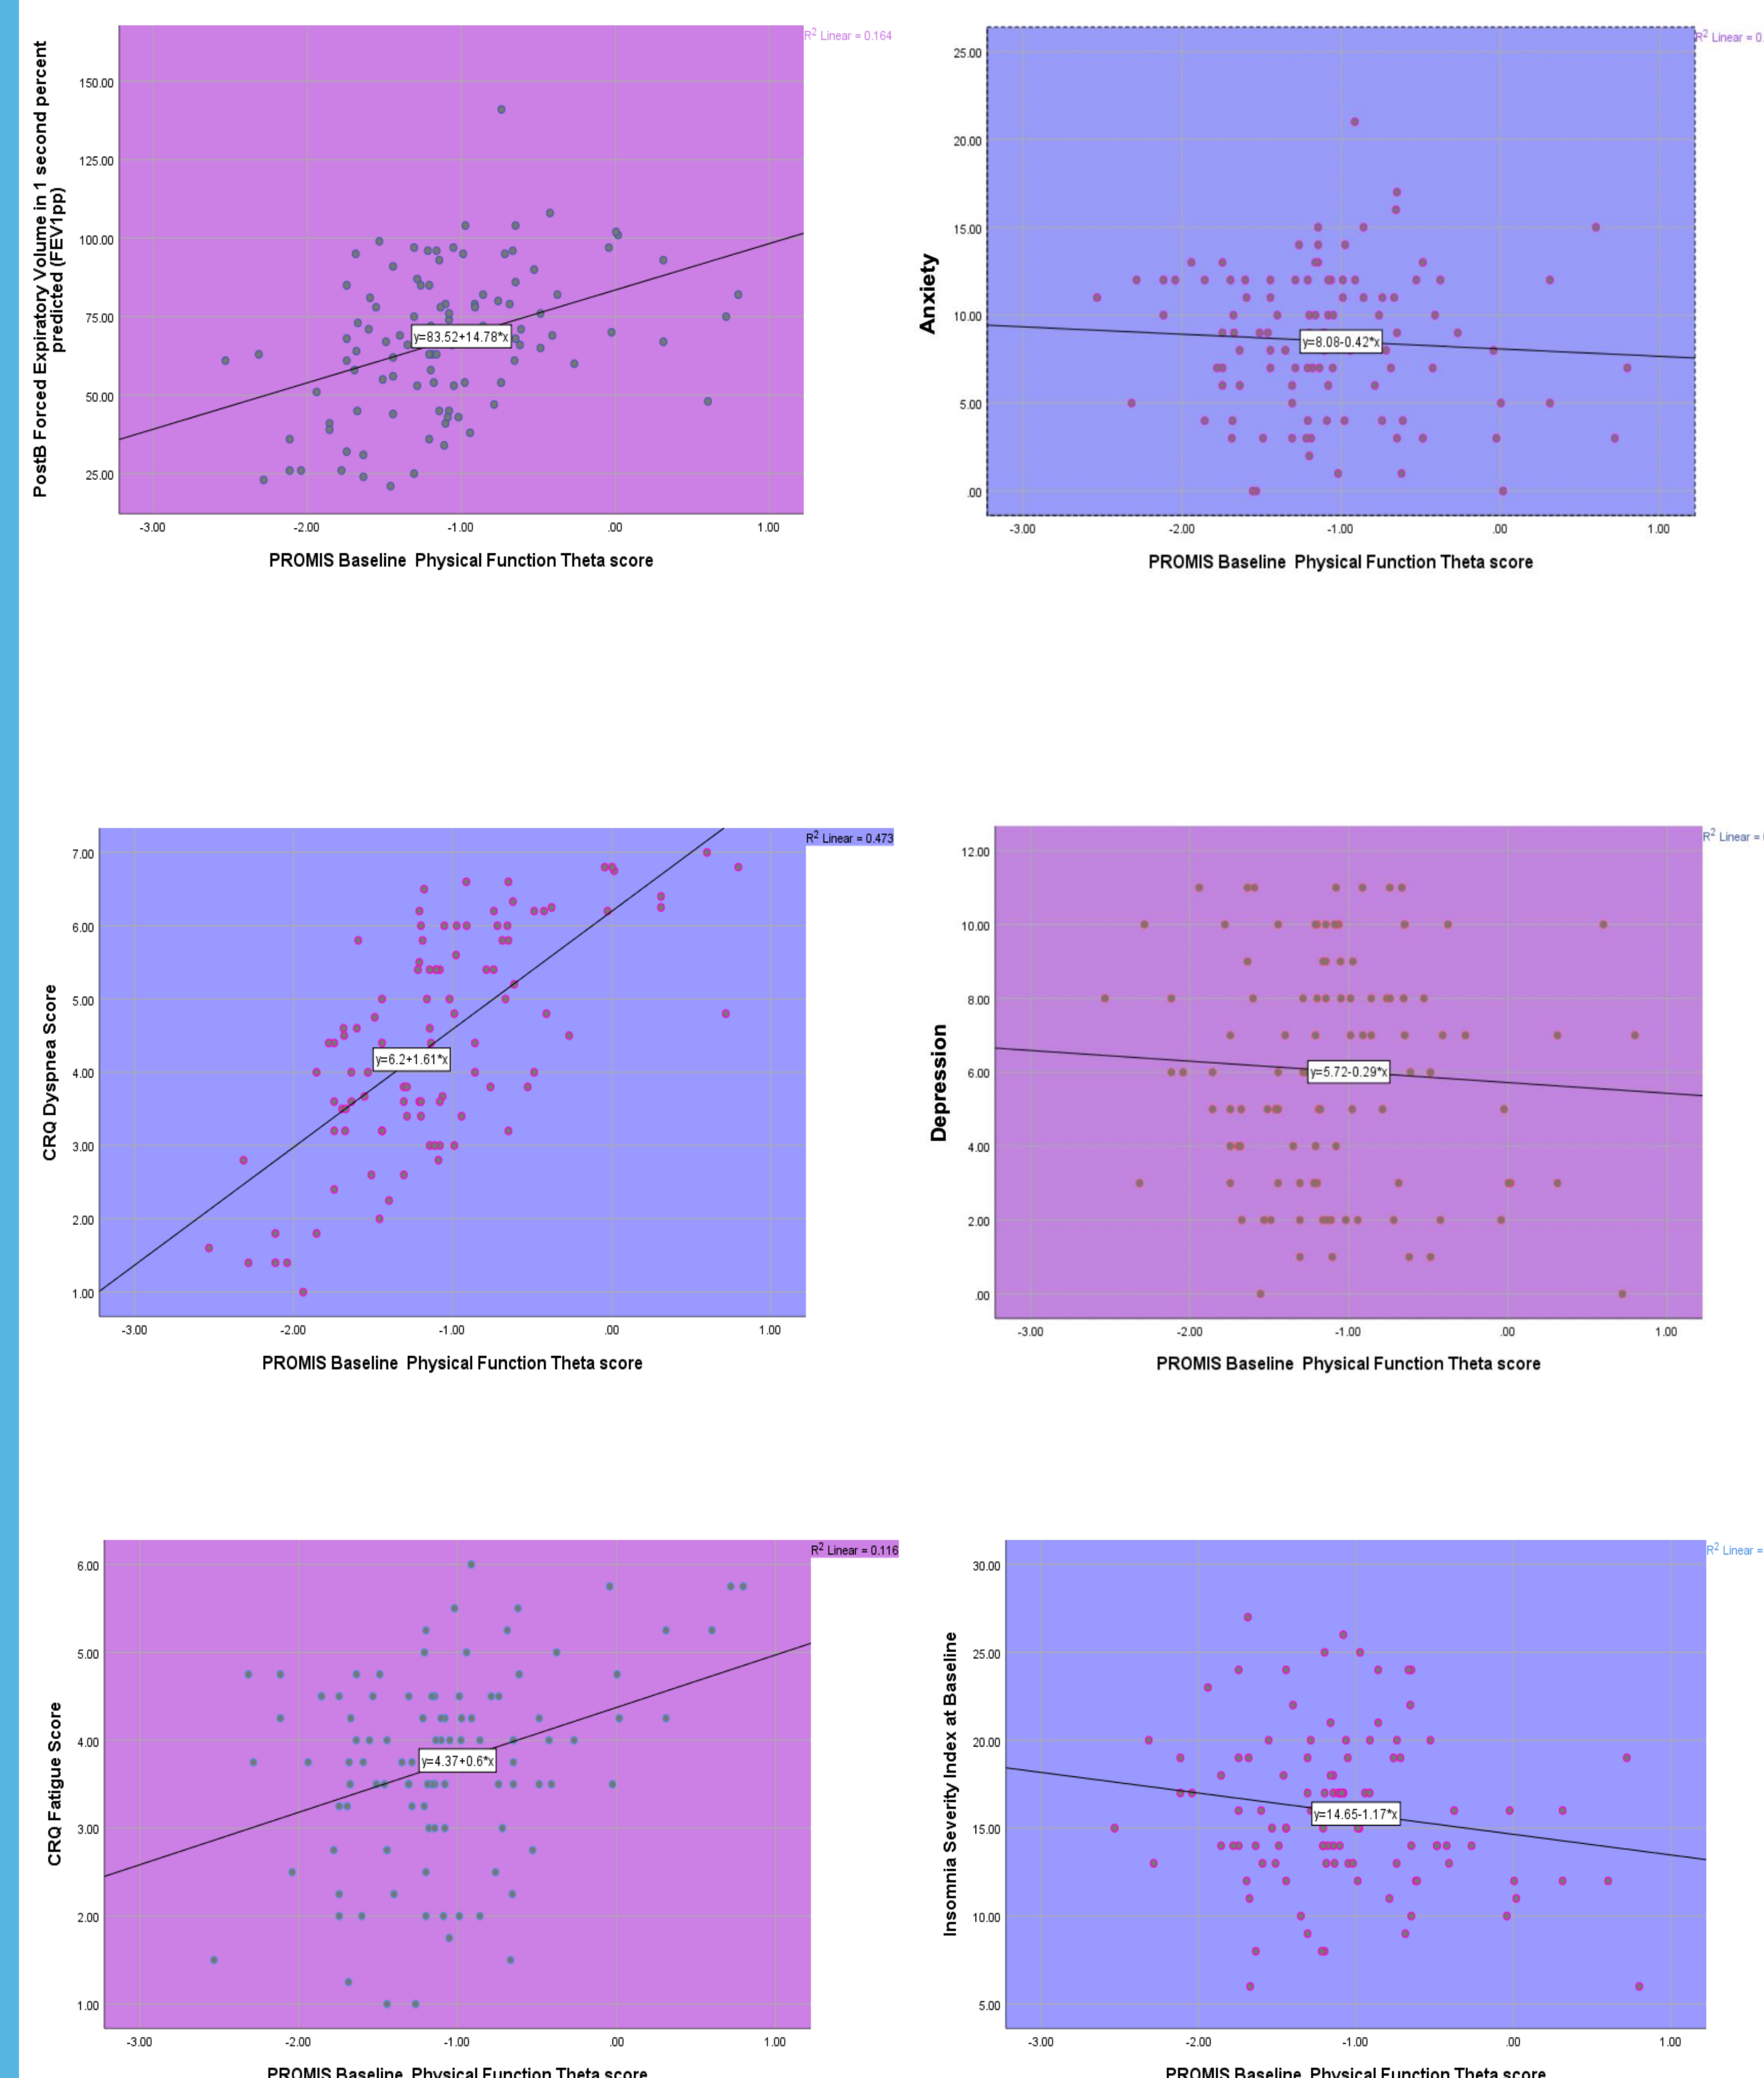 PostB Forced Expiratory Volume in 1 second percent
predicted (FEV1pp)
150.00
125.00
100.00
75.00
50.00
25.00
R² Linear = 0.164
y=83.52+14.78*x
-3.00 -2.00 -1.00 .00 1.00
PROMIS Baseline Physical Function Theta score
Anxiety
25.00
20.00
15.00
10.00
5.00
.00
R² Linear = 0.
y=8.08-0.42*x
-3.00 -2.00 -1.00 .00 1.00
PROMIS Baseline Physical Function Theta score
CRQ Dyspnea Score
7.00
6.00
5.00
4.00
3.00
2.00
1.00
R² Linear = 0.473
y=6.2+1.61*x
-3.00 -2.00 -1.00 .00 1.00
PROMIS Baseline Physical Function Theta score
Depression
12.00
10.00
8.00
6.00
4.00
2.00
.00
R² Linear =
y=5.72-0.29*x
-3.00 -2.00 -1.00 .00 1.00
PROMIS Baseline Physical Function Theta score
CRQ Fatigue Score
6.00
5.00
4.00
3.00
2.00
1.00
R² Linear = 0.116
y=4.37+0.6*x
-3.00 -2.00 -1.00 .00 1.00
PROMIS Baseline Physical Function Theta score
Insomnia Severity Index at Baseline
30.00
25.00
20.00
15.00
10.00
5.00
R² Linear =
y=14.65-1.17*x
-3.00 -2.00 -1.00 .00 1.00
PROMIS Baseline Physical Function Theta score